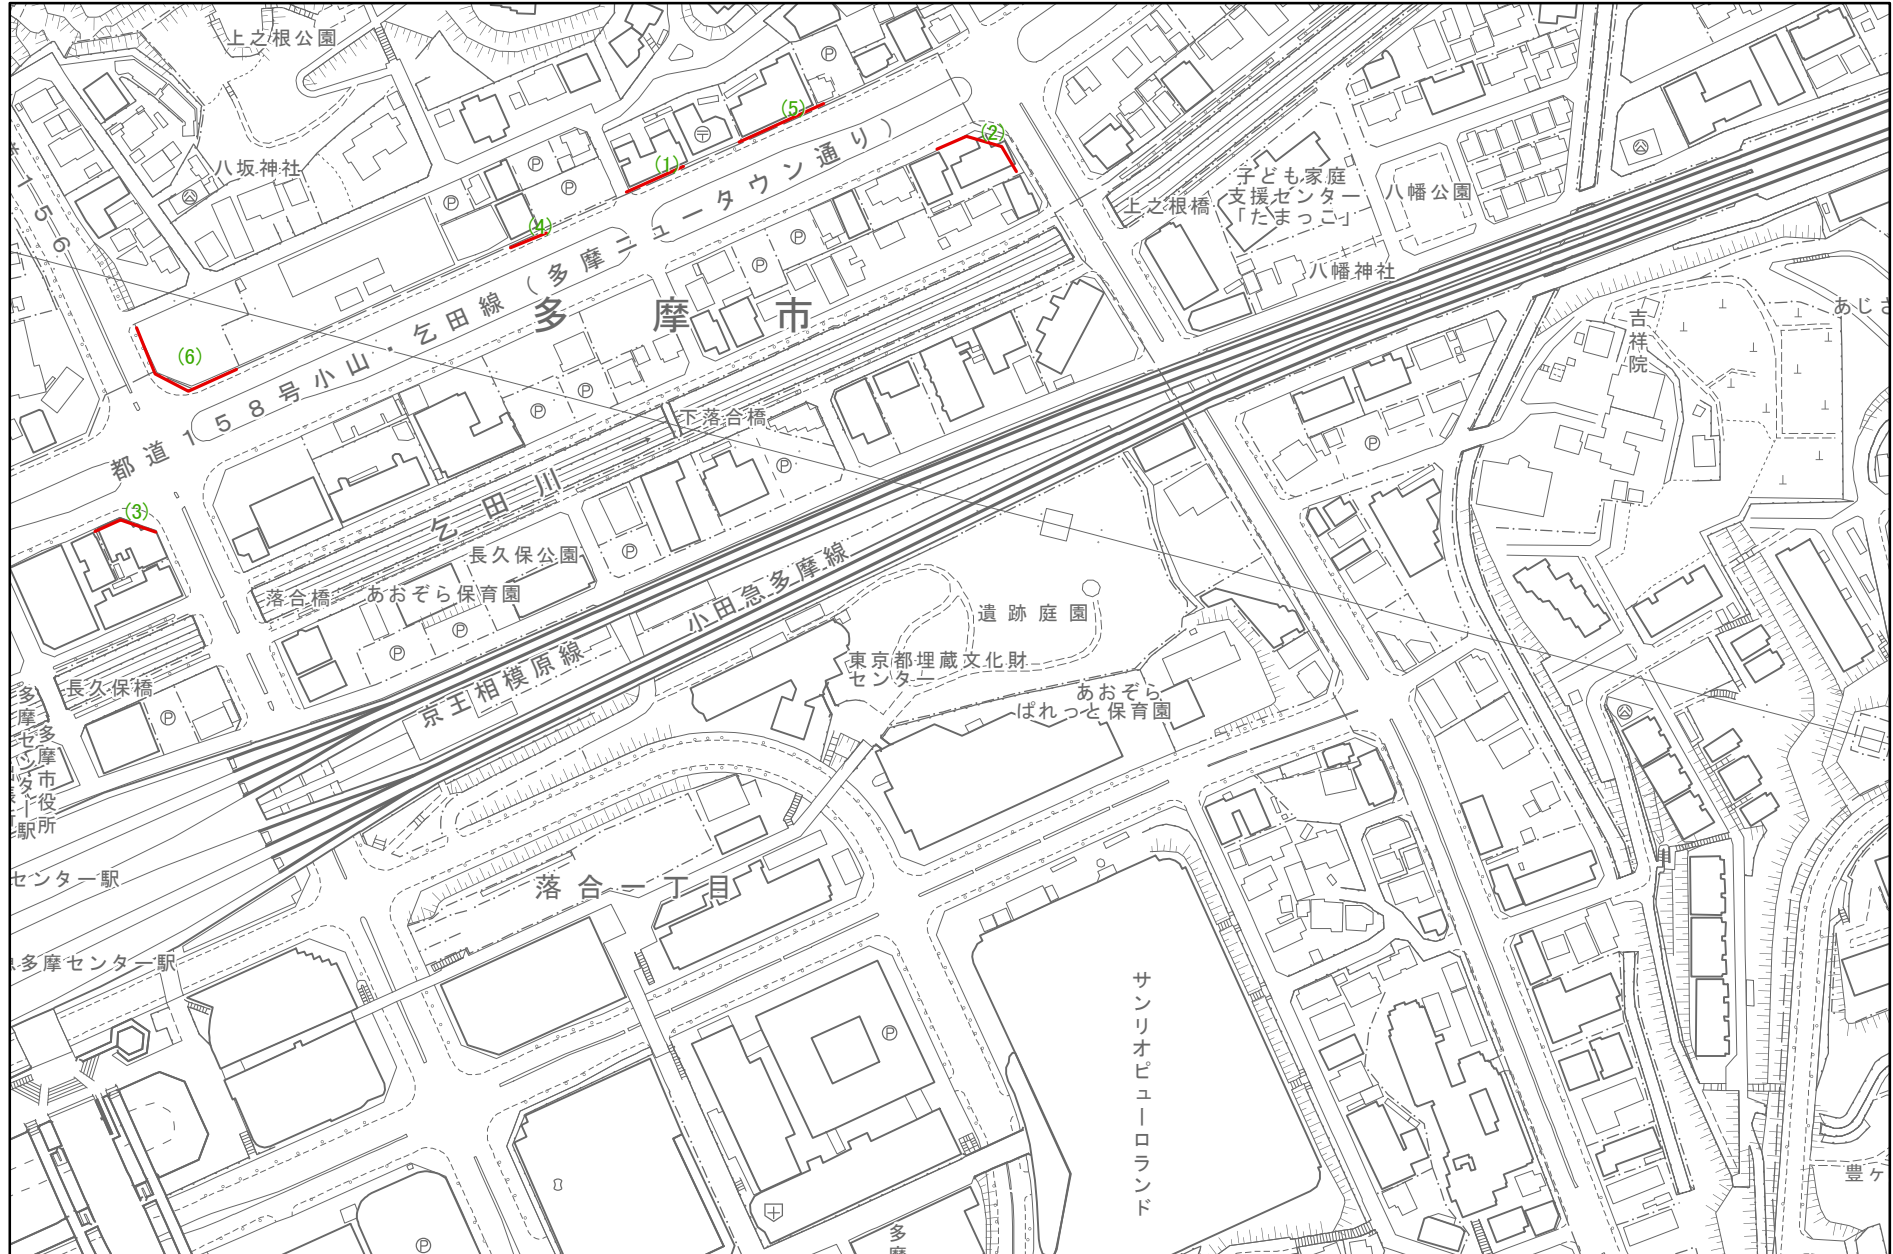 上之根公園
八坂神社
156
(5)
(2)
(1)
(4)
(6)
(3)
都道158号小山・乞田線（多摩ニュータウン通り）
多摩市
子ども家庭
支援センター
「たまっこ」
八幡公園
上之根橋
八幡神社
吉祥院
あじさ
下落合橋
乞田川
長久保公園
落合橋
あおぞら保育園
小田急多摩線
京王相模原線
遺跡庭園
東京都埋蔵文化財
センター
あおぞら
ぱれっと保育園
長久保橋
多摩センター駅
多摩市役所
センター駅
落合一丁目
多摩センター駅
サンリオピューロランド
豊ケ
多摩